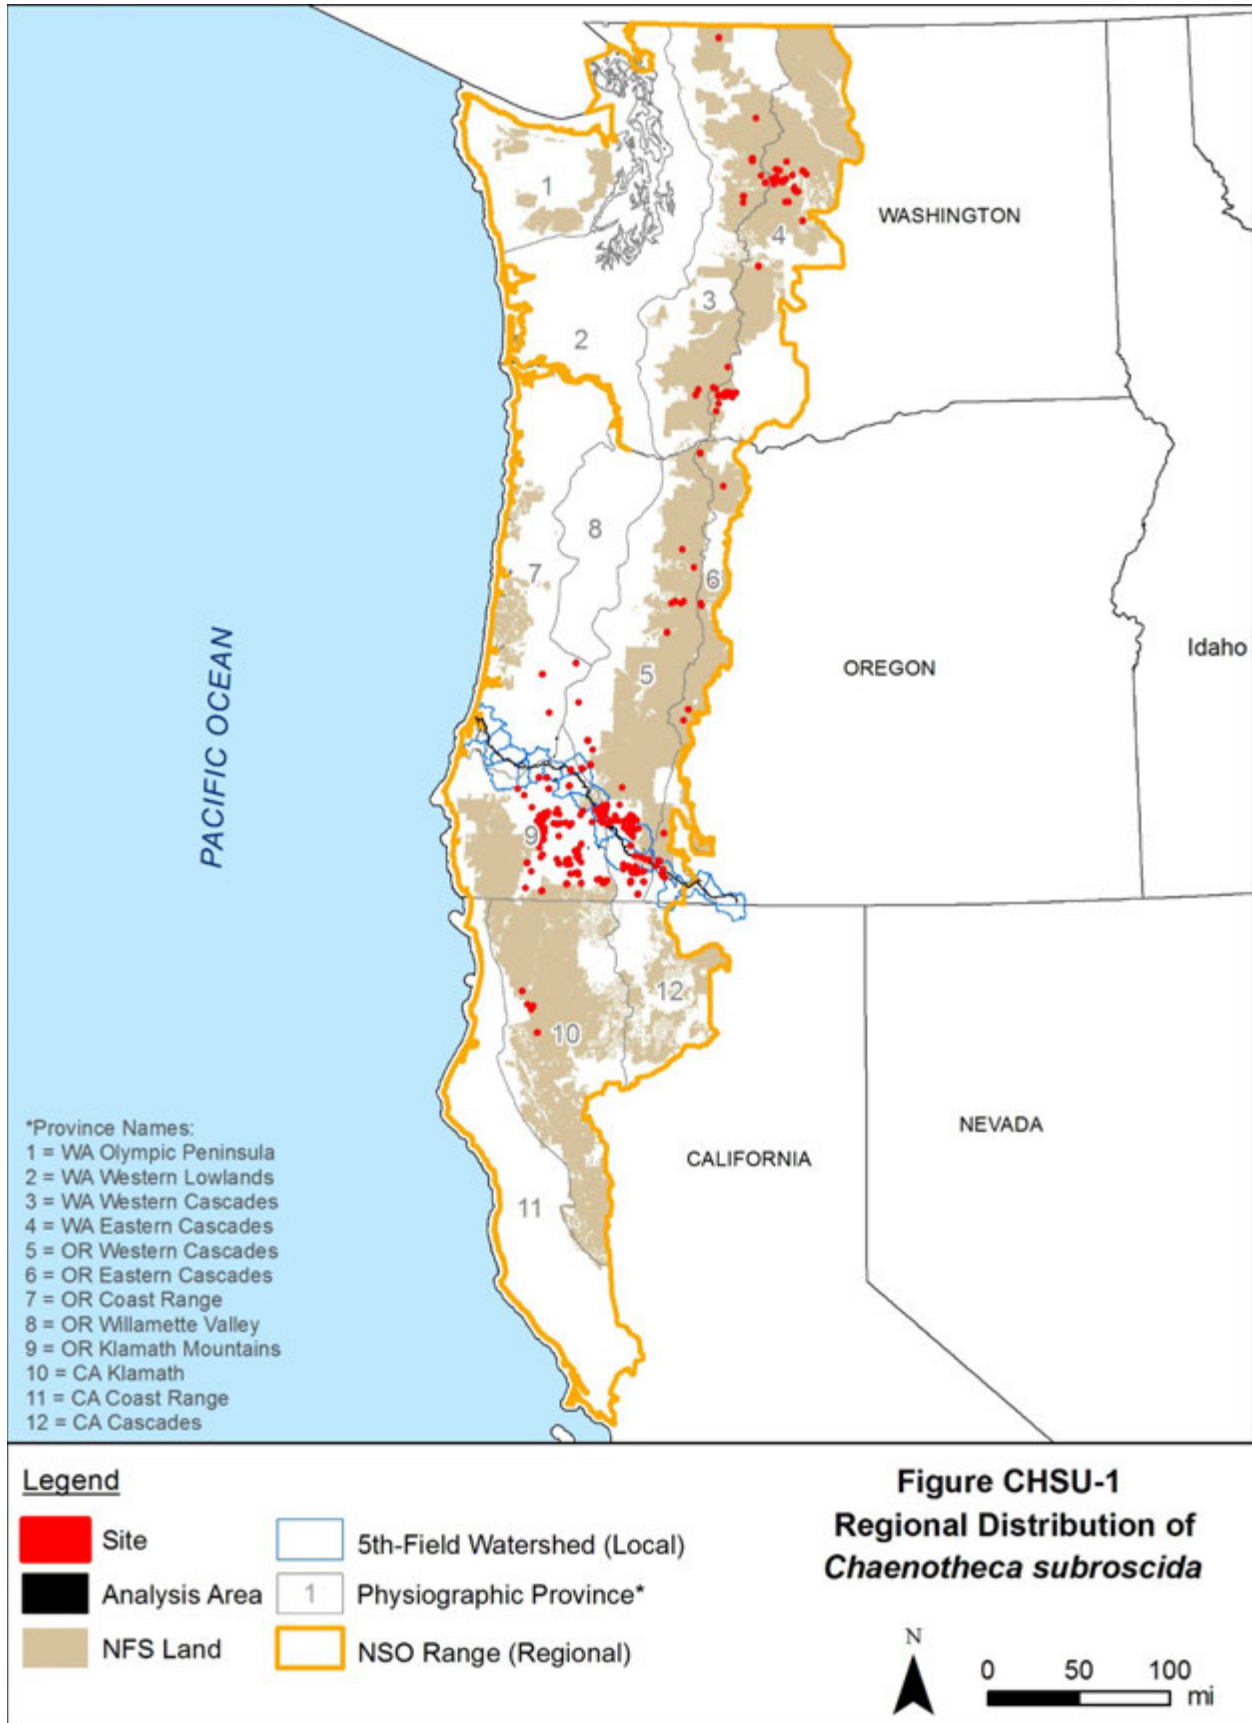 1
WASHINGTON
4
3
2
8
7
6
5
Idaho
OREGON
PACIFIC OCEAN
9
12
10
NEVADA
CALIFORNIA
11
*Province Names:
1 = WA Olympic Peninsula
2 = WA Western Lowlands
3 = WA Western Cascades
4 = WA Eastern Cascades
5 = OR Western Cascades
6 = OR Eastern Cascades
7 = OR Coast Range
8 = OR Willamette Valley
9 = OR Klamath Mountains
10 = CA Klamath
11 = CA Coast Range
12 = CA Cascades
Legend
Site
Analysis Area
NFS Land
5th-Field Watershed (Local)
1 Physiographic Province*
NSO Range (Regional)
Figure CHSU-1
Regional Distribution of
Chaenotheca subroscida
N
0 50 100
mi